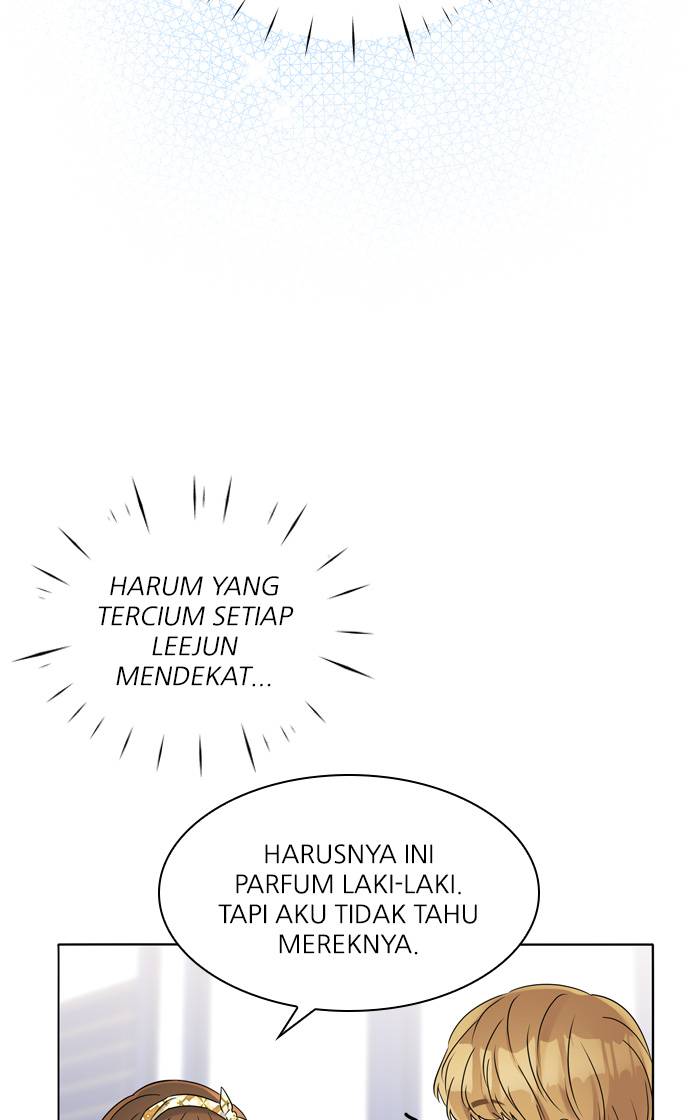 HARUM YANG
TERCIUM SETIAP
LEEJUN
MENDEKAT...
HARUSNYA INI
PARFUM LAKI-LAKI.
TAPI AKU TIDAK TAHU
MEREKNYA.